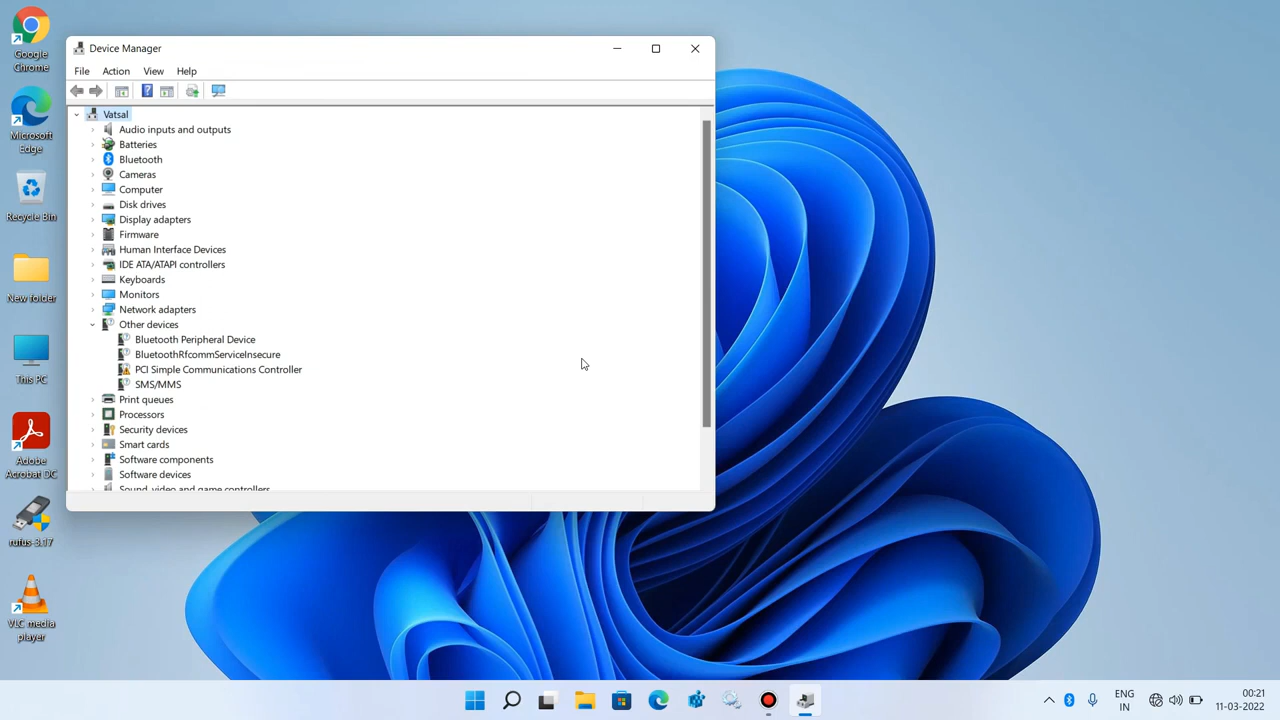 Google
Chrome
Microsoft
Edge
Recycle Bin
New folder
This PC
Adobe
Acrobat DC
rufus-3.17
VLC media
player
Device Manager
File Action View Help
Vatsal
Audio inputs and outputs
Batteries
Bluetooth
Cameras
Computer
Disk drives
Display adapters
Firmware
Human Interface Devices
IDE ATA/ATAPI controllers
Keyboards
Monitors
Network adapters
Other devices
Bluetooth Peripheral Device
BluetoothRfcommServiceInsecure
PCI Simple Communications Controller
SMS/MMS
Print queues
Processors
Security devices
Smart cards
Software components
Software devices
Sound, video and game controllers
ENG
IN
00:21
11-03-2022